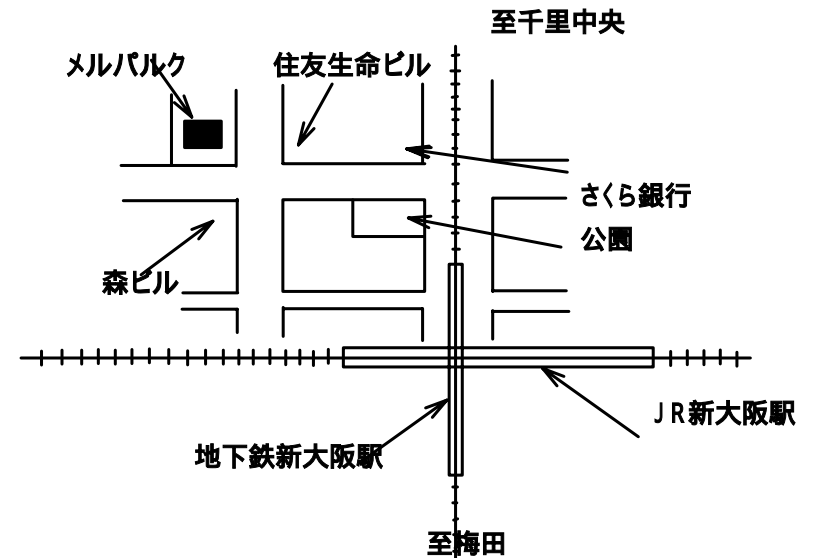 至千里中央
メルパルク
住友生命ビル
さくら銀行
公園
森ビル
ＪＲ新大阪駅
地下鉄新大阪駅
至梅田